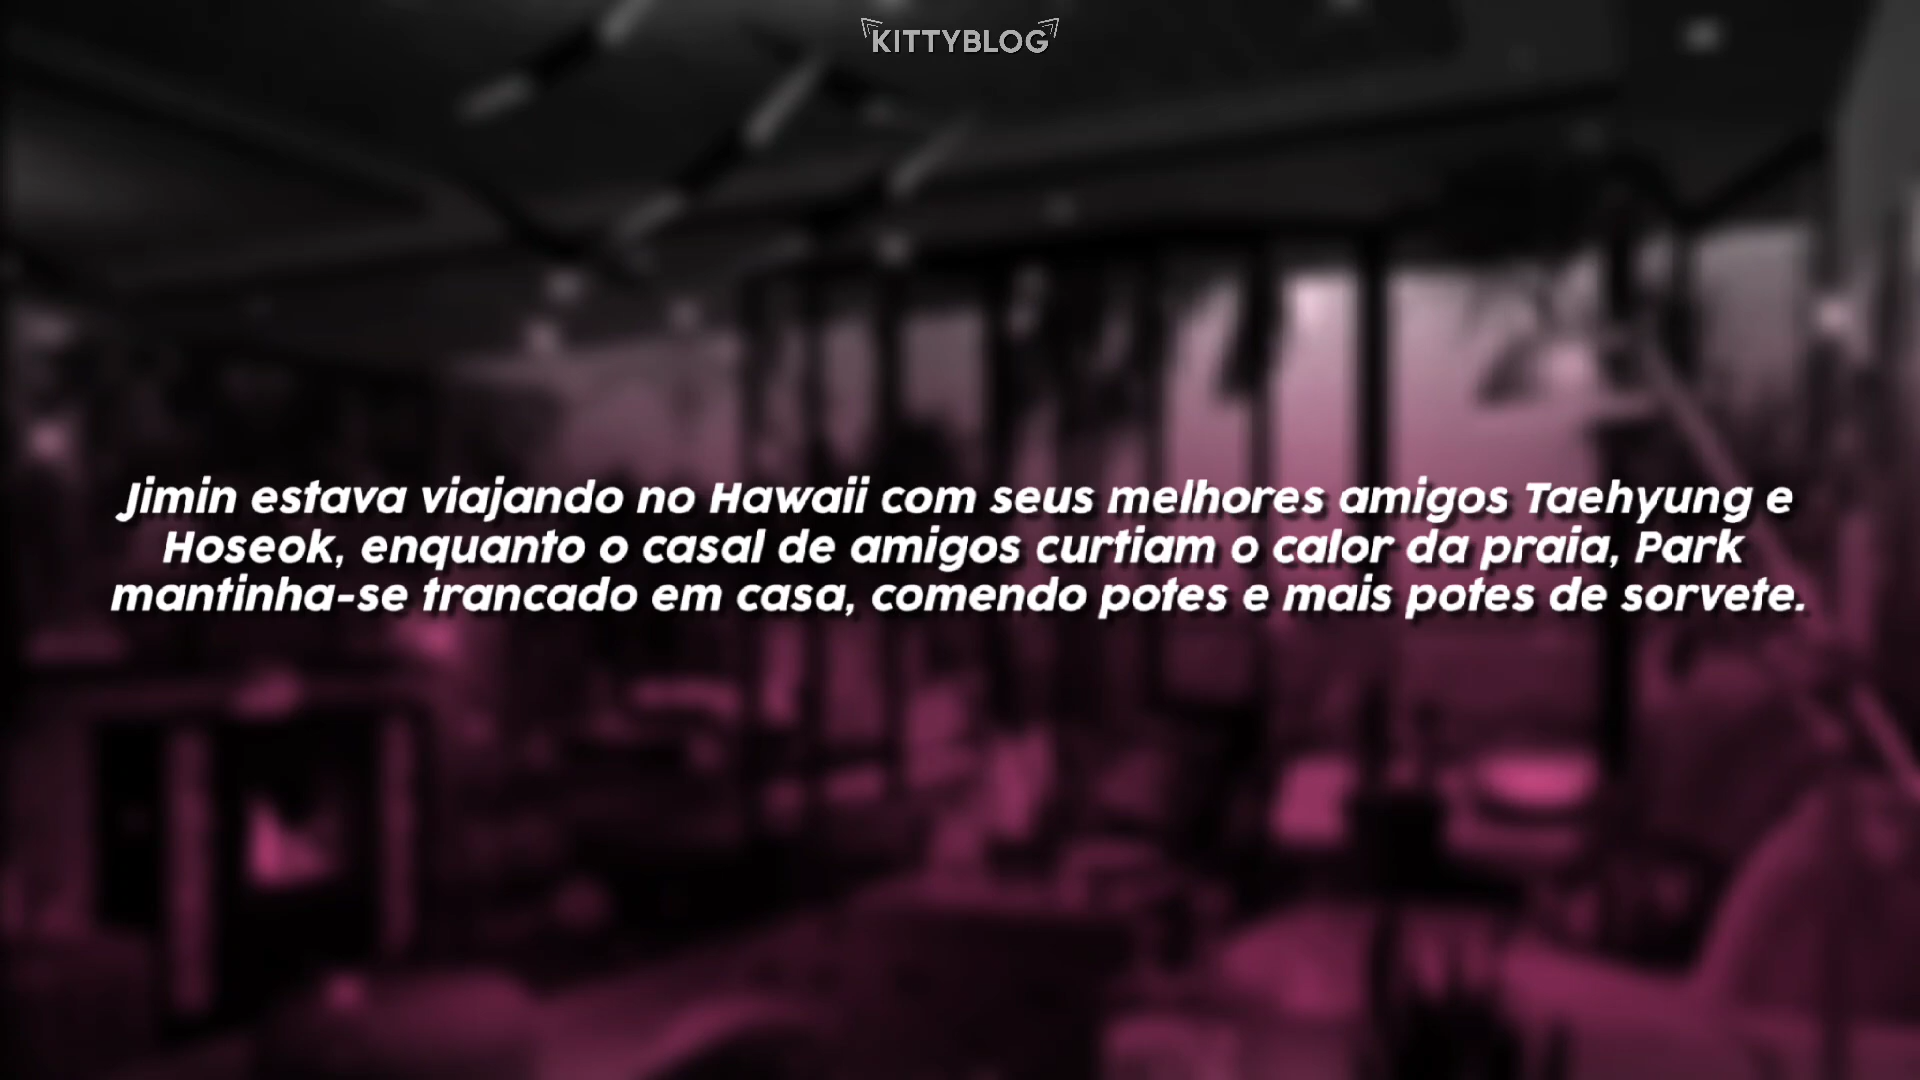 KITTYBLOG
Jimin estava viajando no Hawaii com seus melhores amigos Taehyung e
Hoseok, enquanto o casal de amigos curtiam o calor da praia, Park
mantinha-se trancado em casa, comendo potes e mais potes de sorvete.